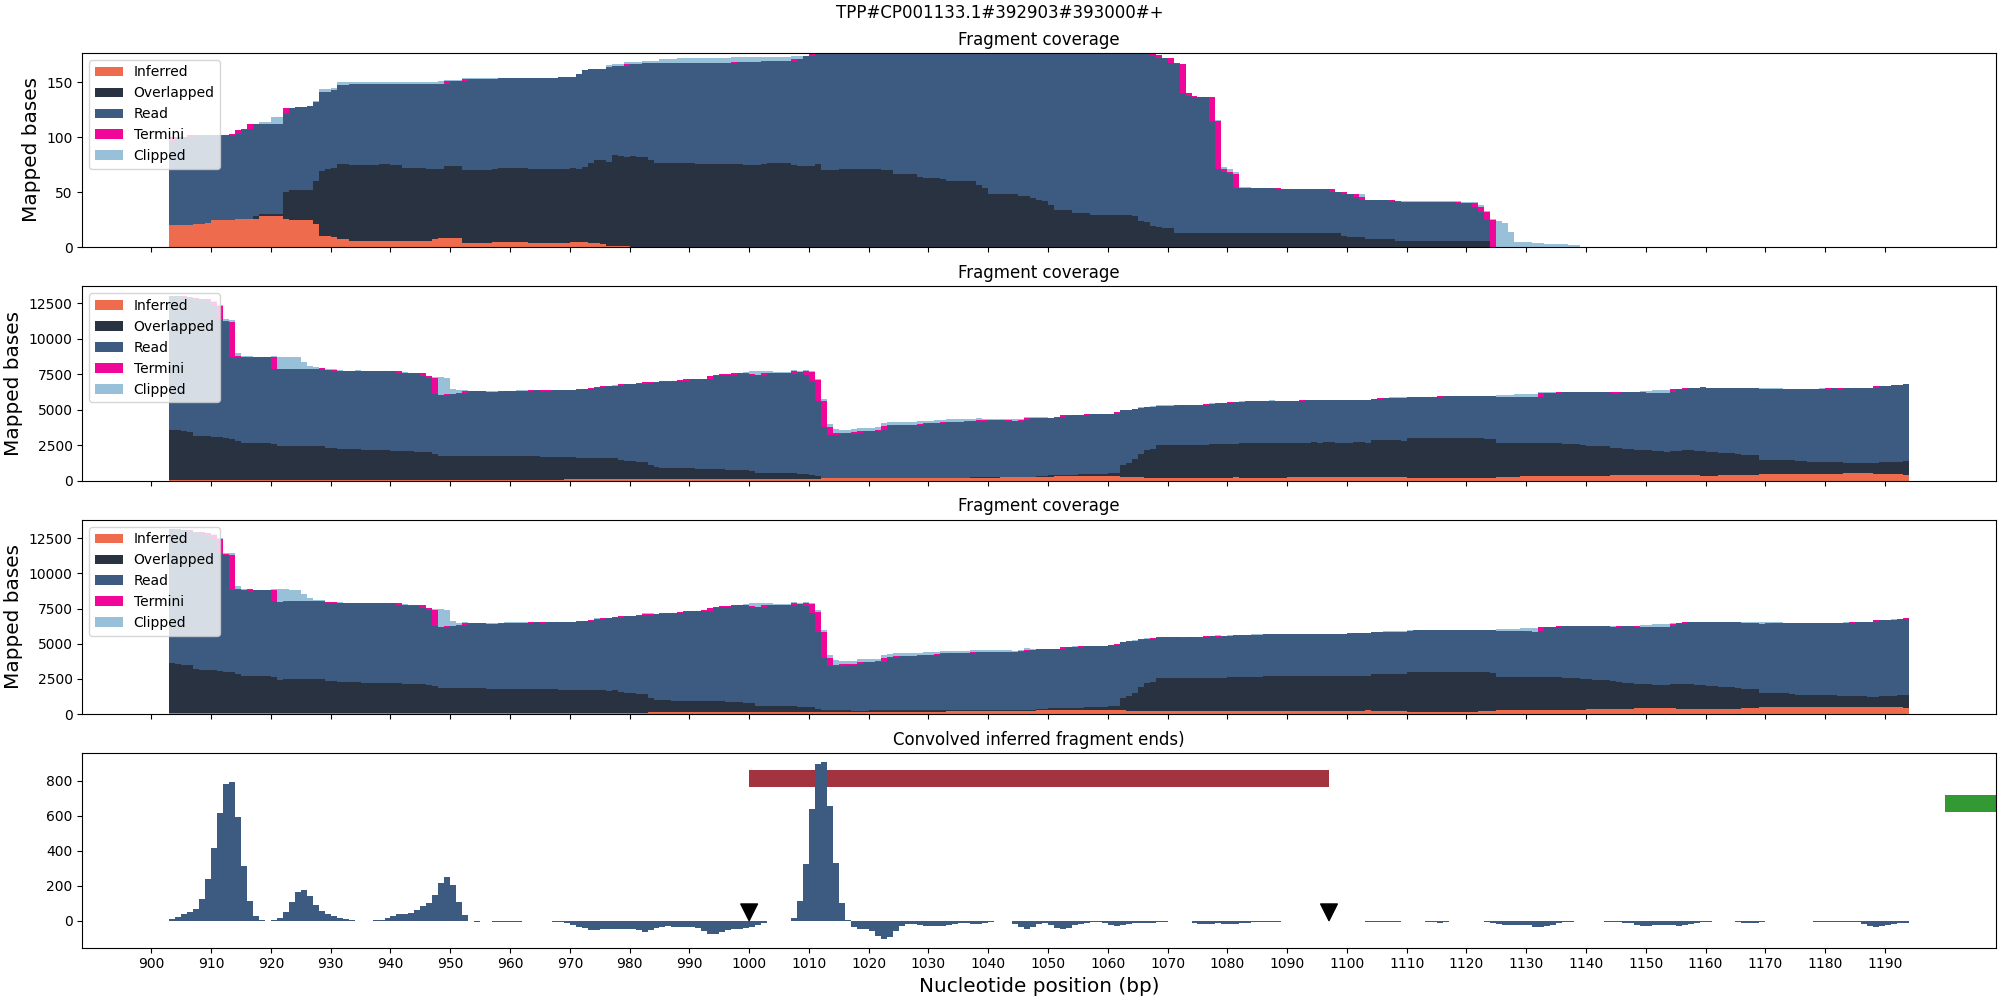 TPP#CP001133.1#392903#393000#+
Fragment coverage
Mapped bases
150
100
50
0
Inferred
Overlapped
Read
Termini
Clipped
Fragment coverage
Mapped bases
12500
10000
7500
5000
2500
0
Inferred
Overlapped
Read
Termini
Clipped
Fragment coverage
Mapped bases
12500
10000
7500
5000
2500
0
Inferred
Overlapped
Read
Termini
Clipped
Convolved inferred fragment ends)
800
600
400
200
0
900 910 920 930 940 950 960 970 980 990 1000 1010 1020 1030 1040 1050 1060 1070 1080 1090 1100 1110 1120 1130 1140 1150 1160 1170 1180 1190
Nucleotide position (bp)